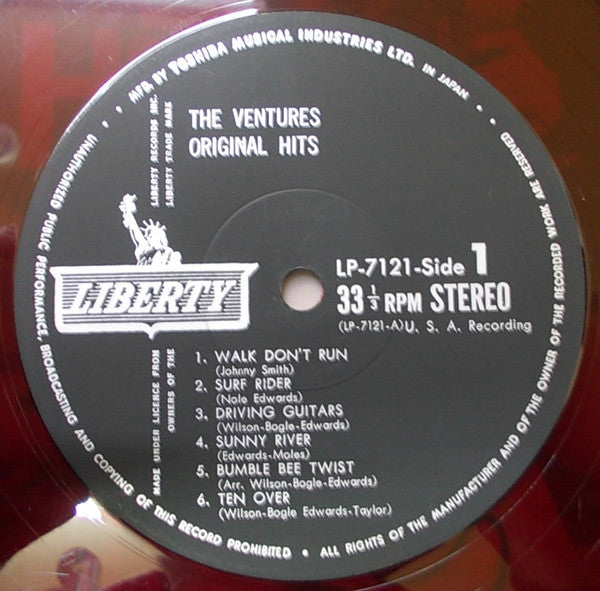 MFD. BY TOSHIBA MUSICAL INDUSTRIES LTD. IN JAPAN •
ALL RIGHTS OF THE MANUFACTURER AND OF THE OWNER OF THE RECORDED WORK ARE RESERVED
UNAUTHORIZED PUBLIC PERFORMANCE, BROADCASTING AND COPYING OF THIS RECORD PROHIBITED •
LIBERTY RECORDS INC.
LIBERTY TRADE MARK
THE VENTURES
ORIGINAL HITS
LIBERTY
LP-7121-Side 1
33 1/3 RPM STEREO
(LP-7121-A) U. S. A. Recording
MADE UNDER LICENCE FROM
OWNERS OF THE
1. WALK DON'T RUN
(Johnny Smith)
2. SURF RIDER
(Nole Edwards)
3. DRIVING GUITARS
(Wilson-Bogle-Edwards)
4. SUNNY RIVER
(Edwards-Moles)
5. BUMBLE BEE TWIST
(Arr. Wilson-Bogle-Edwards)
6. TEN OVER
(Wilson-Bogle Edwards-Taylor)